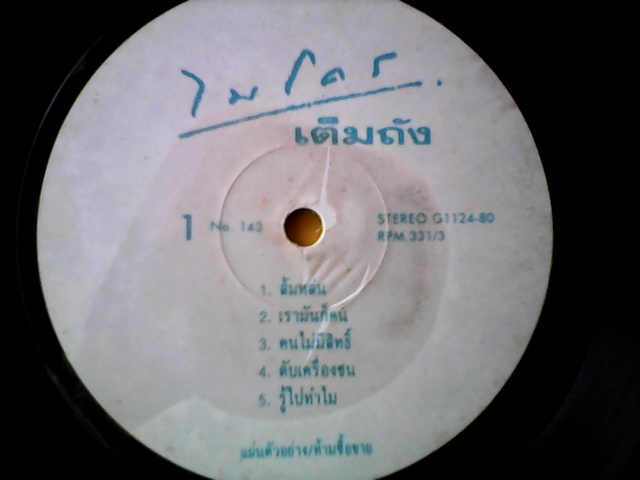 ไมโคร
เต็มถัง
1 No. 143
STEREO G1124-80
RPM.331/3
1. ส้มหล่น
2. เรามันก็คน
3. คนไม่มีสิทธิ์
4. ดับเครื่องชน
5. รู้ไปทำไม
แผ่นตัวอย่าง/ห้ามซื้อขาย